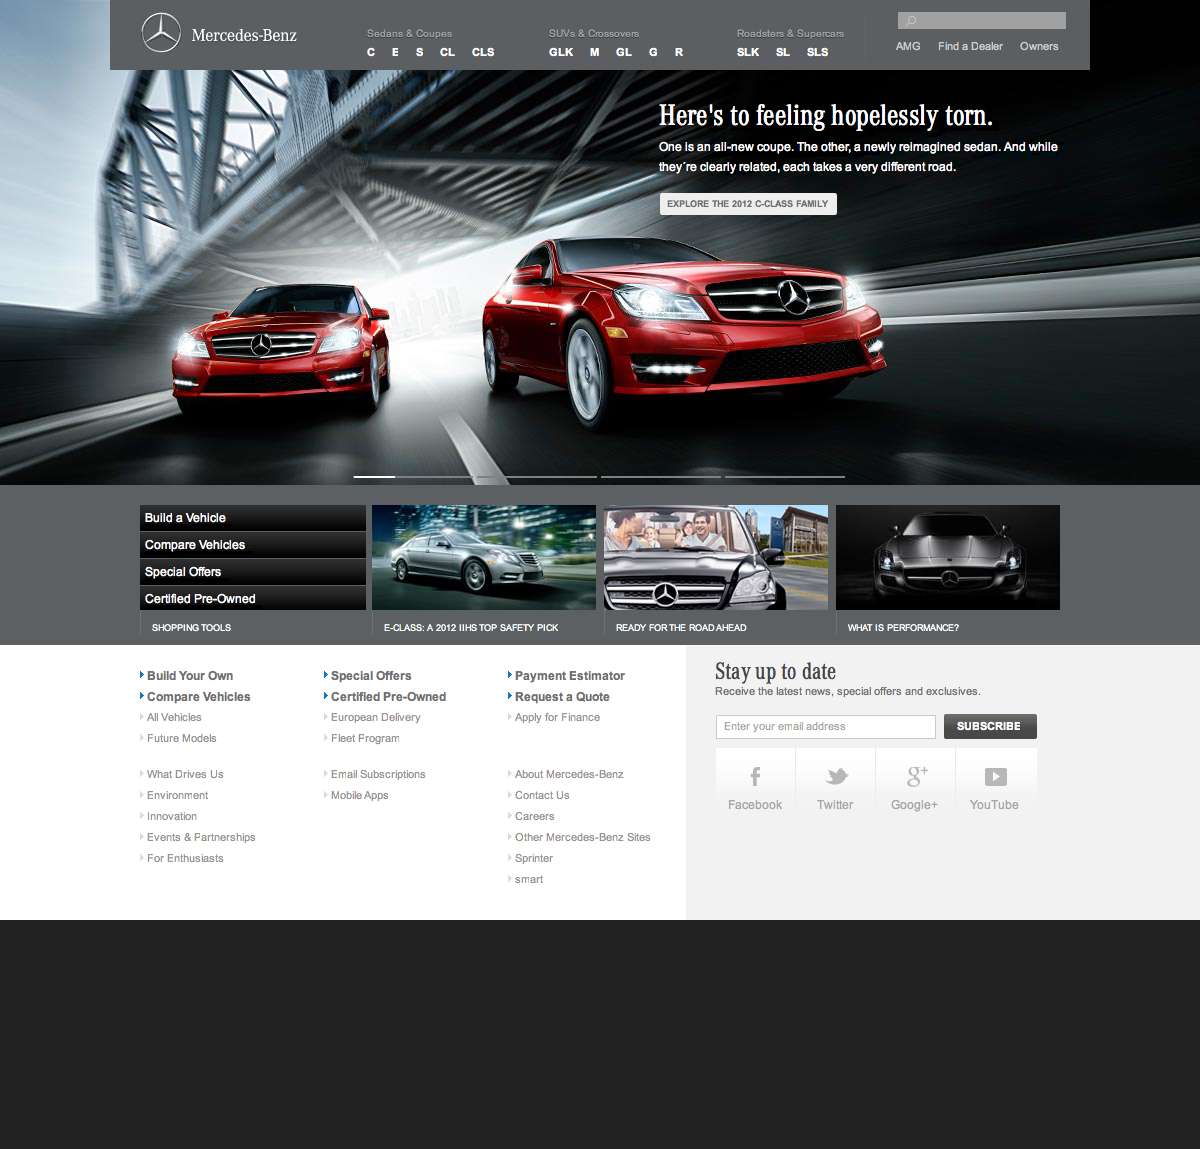 Mercedes-Benz
Sedans & Coupes
C E S CL CLS
SUVs & Crossovers
GLK M GL G R
Roadsters & Supercars
SLK SL SLS
AMG Find a Dealer Owners
Here's to feeling hopelessly torn.
One is an all-new coupe. The other, a newly reimagined sedan. And while
they´re clearly related, each takes a very different road.
EXPLORE THE 2012 C-CLASS FAMILY
Build a Vehicle
Compare Vehicles
Special Offers
Certified Pre-Owned
SHOPPING TOOLS
E-CLASS: A 2012 IIHS TOP SAFETY PICK
READY FOR THE ROAD AHEAD
WHAT IS PERFORMANCE?
Build Your Own
Compare Vehicles
All Vehicles
Future Models
What Drives Us
Environment
Innovation
Events & Partnerships
For Enthusiasts
Special Offers
Certified Pre-Owned
European Delivery
Fleet Program
Email Subscriptions
Mobile Apps
Payment Estimator
Request a Quote
Apply for Finance
About Mercedes-Benz
Contact Us
Careers
Other Mercedes-Benz Sites
Sprinter
smart
Stay up to date
Receive the latest news, special offers and exclusives.
Enter your email address
SUBSCRIBE
Facebook
Twitter
Google+
YouTube